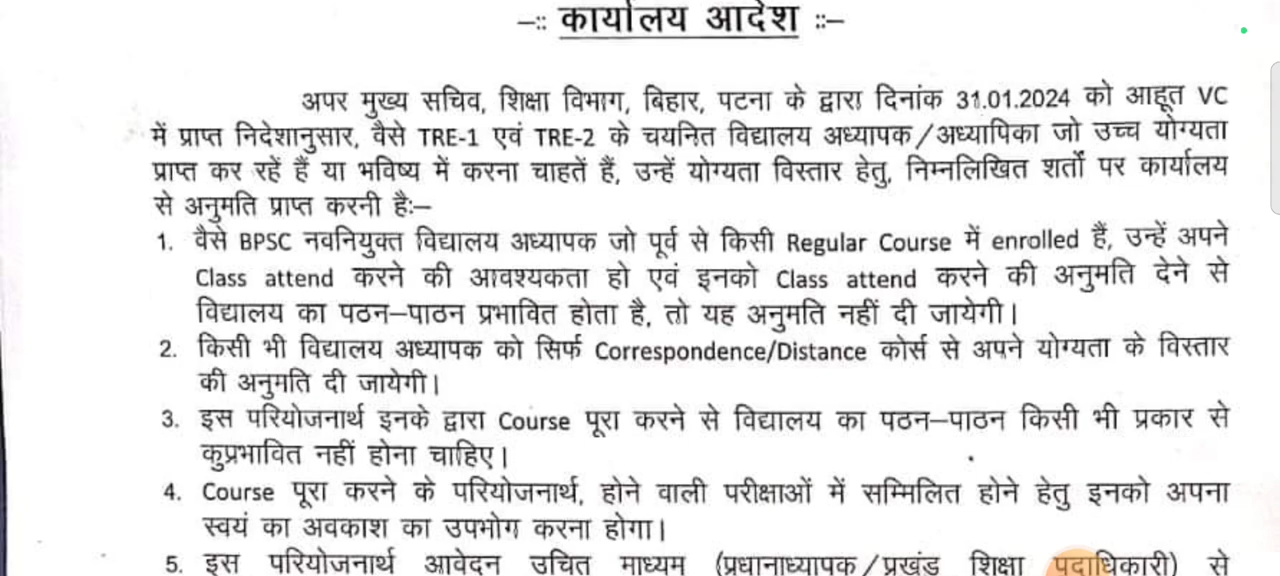 –:: कार्यालय आदेश ::–
अपर मुख्य सचिव, शिक्षा विभाग, बिहार, पटना के द्वारा दिनांक 31.01.2024 को आहूत VC
में प्राप्त निदेशानुसार, वैसे TRE-1 एवं TRE-2 के चयनित विद्यालय अध्यापक/अध्यापिका जो उच्च योग्यता
प्राप्त कर रहें हैं या भविष्य में करना चाहतें हैं, उन्हें योग्यता विस्तार हेतु, निम्नलिखित शर्तों पर कार्यालय
से अनुमति प्राप्त करनी हैः–
1. वैसे BPSC नवनियुक्त विद्यालय अध्यापक जो पूर्व से किसी Regular Course में enrolled हैं, उन्हें अपने
Class attend करने की आवश्यकता हो एवं इनको Class attend करने की अनुमति देने से
विद्यालय का पठन–पाठन प्रभावित होता है, तो यह अनुमति नहीं दी जायेगी।
2. किसी भी विद्यालय अध्यापक को सिर्फ Correspondence/Distance कोर्स से अपने योग्यता के विस्तार
की अनुमति दी जायेगी।
3. इस परियोजनार्थ इनके द्वारा Course पूरा करने से विद्यालय का पठन–पाठन किसी भी प्रकार से
कुप्रभावित नहीं होना चाहिए।
4. Course पूरा करने के परियोजनार्थ, होने वाली परीक्षाओं में सम्मिलित होने हेतु इनको अपना
स्वयं का अवकाश का उपभोग करना होगा।
5. इस परियोजनार्थ आवेदन उचित माध्यम (प्रधानाध्यापक/प्रखंड शिक्षा पदाधिकारी) से